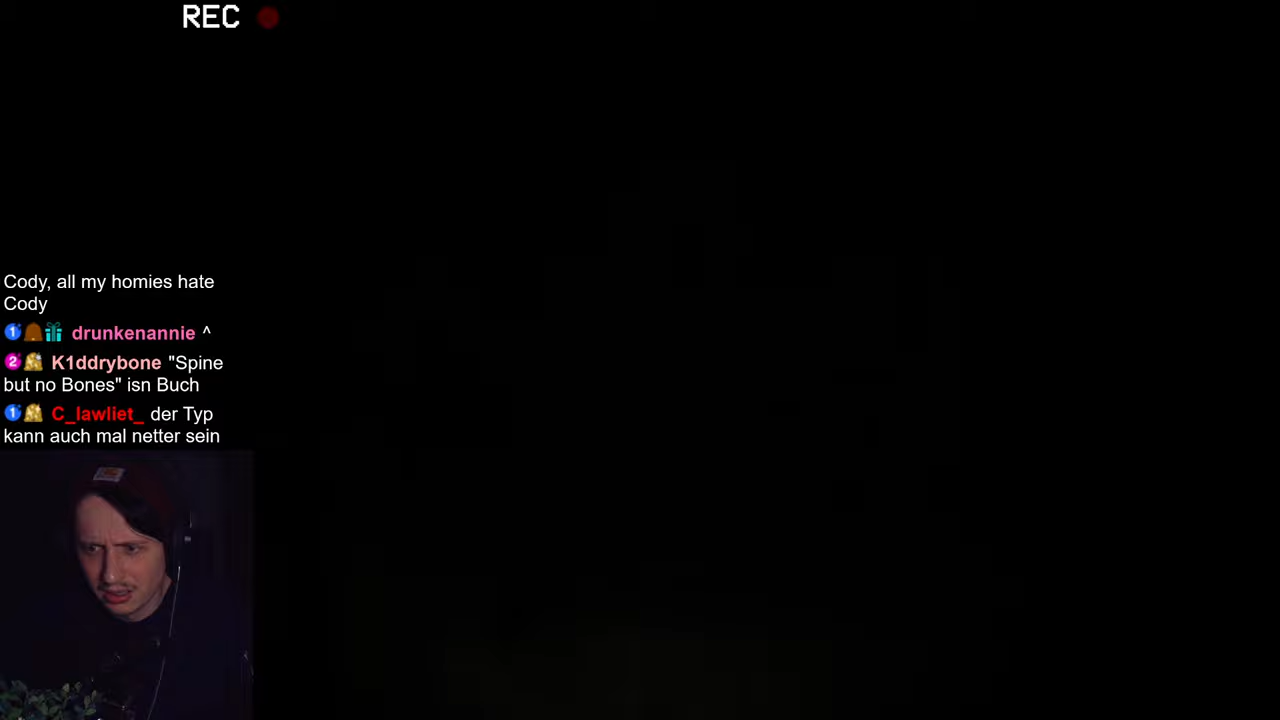 REC
Cody, all my homies hate
Cody
drunkenannie ^
K1ddrybone "Spine
but no Bones" isn Buch
C_lawliet_ der Typ
kann auch mal netter sein